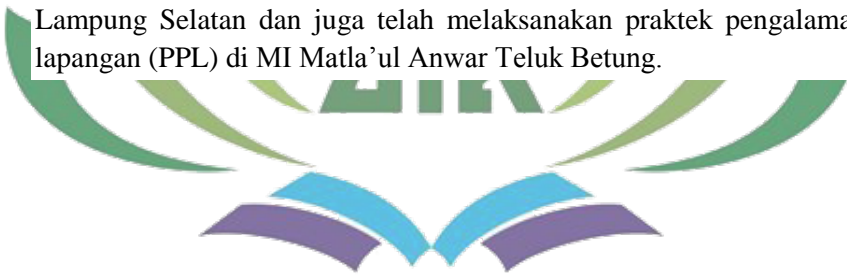 Lampung Selatan dan juga telah melaksanakan praktek pengalama
lapangan (PPL) di MI Matla’ul Anwar Teluk Betung.